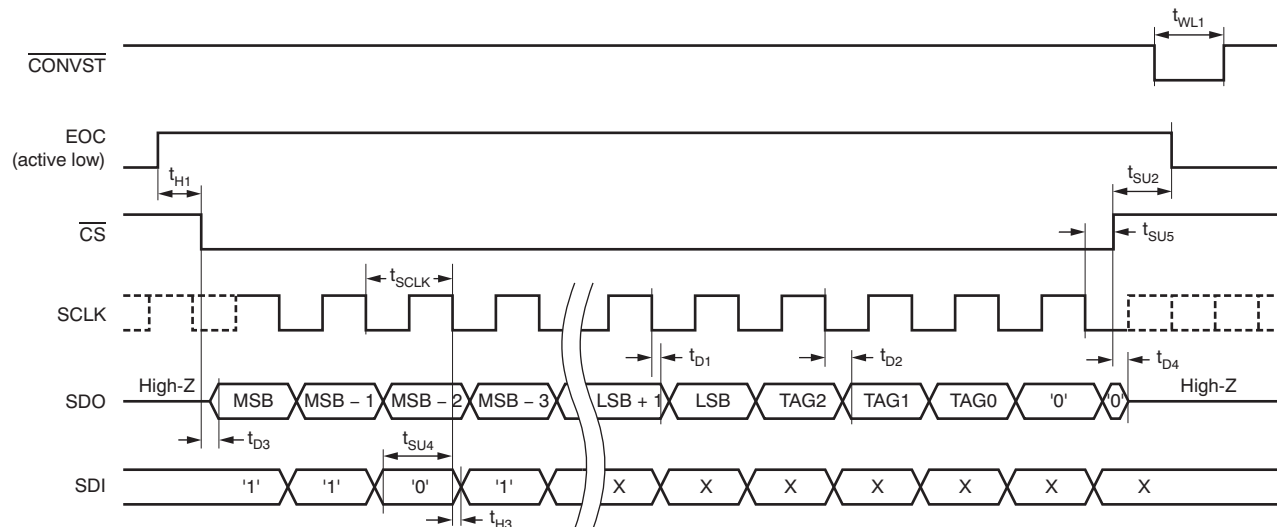 tWL1
CONVST
EOC
(active low)
tH1
tSU2
CS
tSU5
tSCLK
SCLK
tD1
tD2
tD4
High-Z
High-Z
SDO
MSB
MSB − 1
MSB − 2
MSB − 3
LSB + 1
LSB
TAG2
TAG1
TAG0
'0'
'0'
tD3
tSU4
SDI
'1'
'1'
'0'
'1'
X
X
X
X
X
X
X
tH3